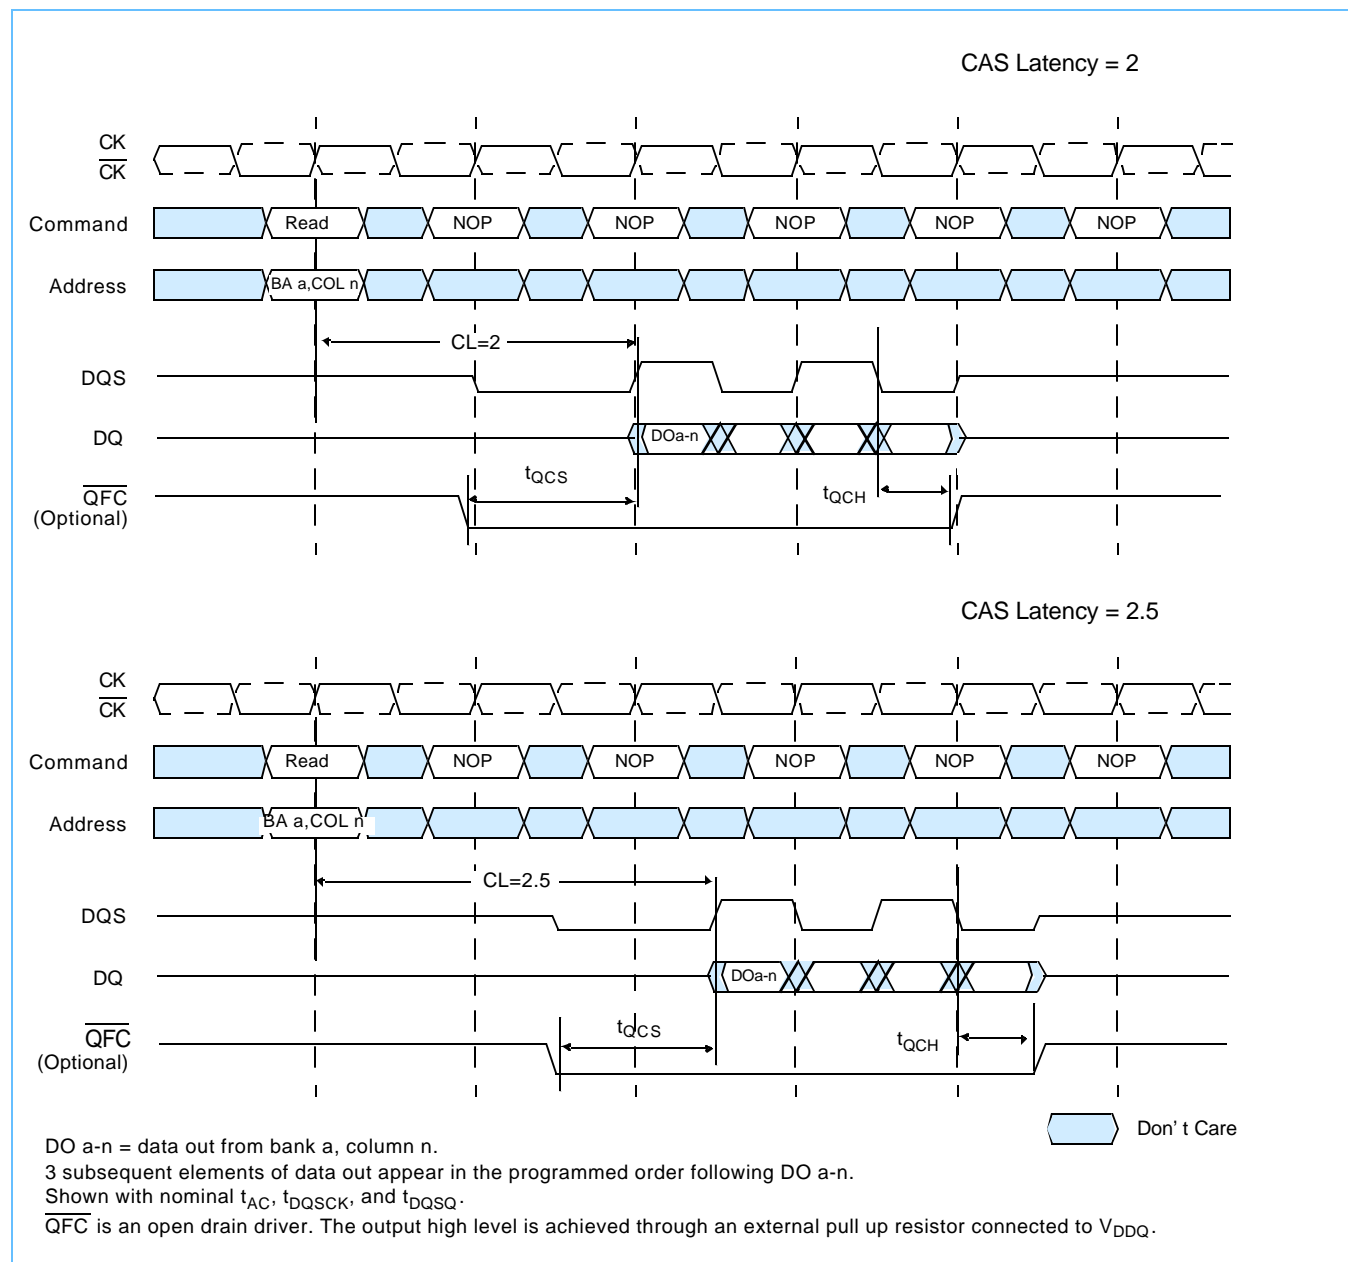 CAS Latency = 2
CK
CK
Command
Read
NOP
NOP
NOP
NOP
NOP
Address
BA a,COL n
CL=2
DQS
DQ
DOa-n
tQCS
tQCH
QFC
(Optional)
CAS Latency = 2.5
CK
CK
Command
Read
NOP
NOP
NOP
NOP
NOP
Address
BA a,COL n
CL=2.5
DQS
DQ
DOa-n
tQCS
tQCH
QFC
(Optional)
Don' t Care
DO a-n = data out from bank a, column n.
3 subsequent elements of data out appear in the programmed order following DO a-n.
Shown with nominal tAC, tDQSCK, and tDQSQ.
QFC is an open drain driver. The output high level is achieved through an external pull up resistor connected to VDDQ.